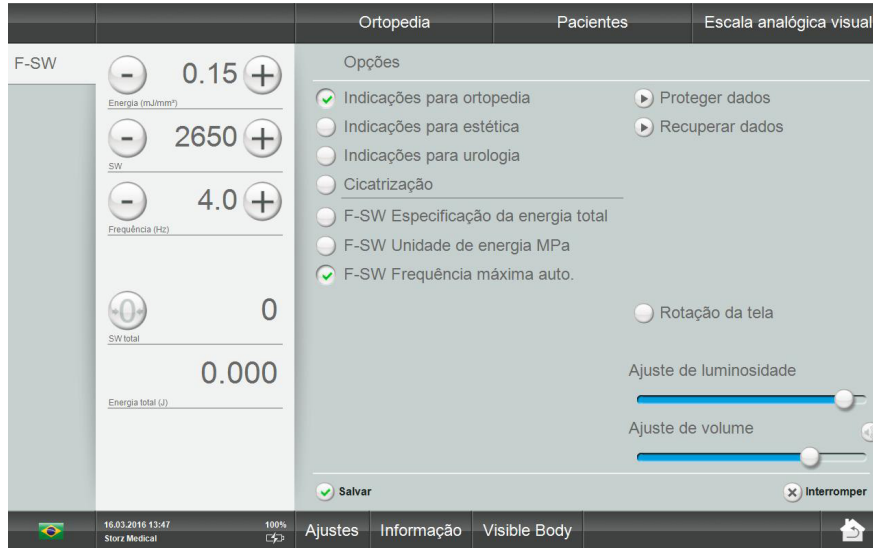 Ortopedia
Pacientes
Escala analógica visual
F-SW
0.15
Energia (mJ/mm²)
2650
SW
4.0
Frequência (Hz)
0
0
SW total
0.000
Energia total (J)
Opções
Indicações para ortopedia
Indicações para estética
Indicações para urologia
Cicatrização
F-SW Especificação da energia total
F-SW Unidade de energia MPa
F-SW Frequência máxima auto.
Proteger dados
Recuperar dados
Rotação da tela
Ajuste de luminosidade
Ajuste de volume
Salvar
Interromper
16.03.2016 13:47
100%
Storz Medical
Ajustes
Informação
Visible Body